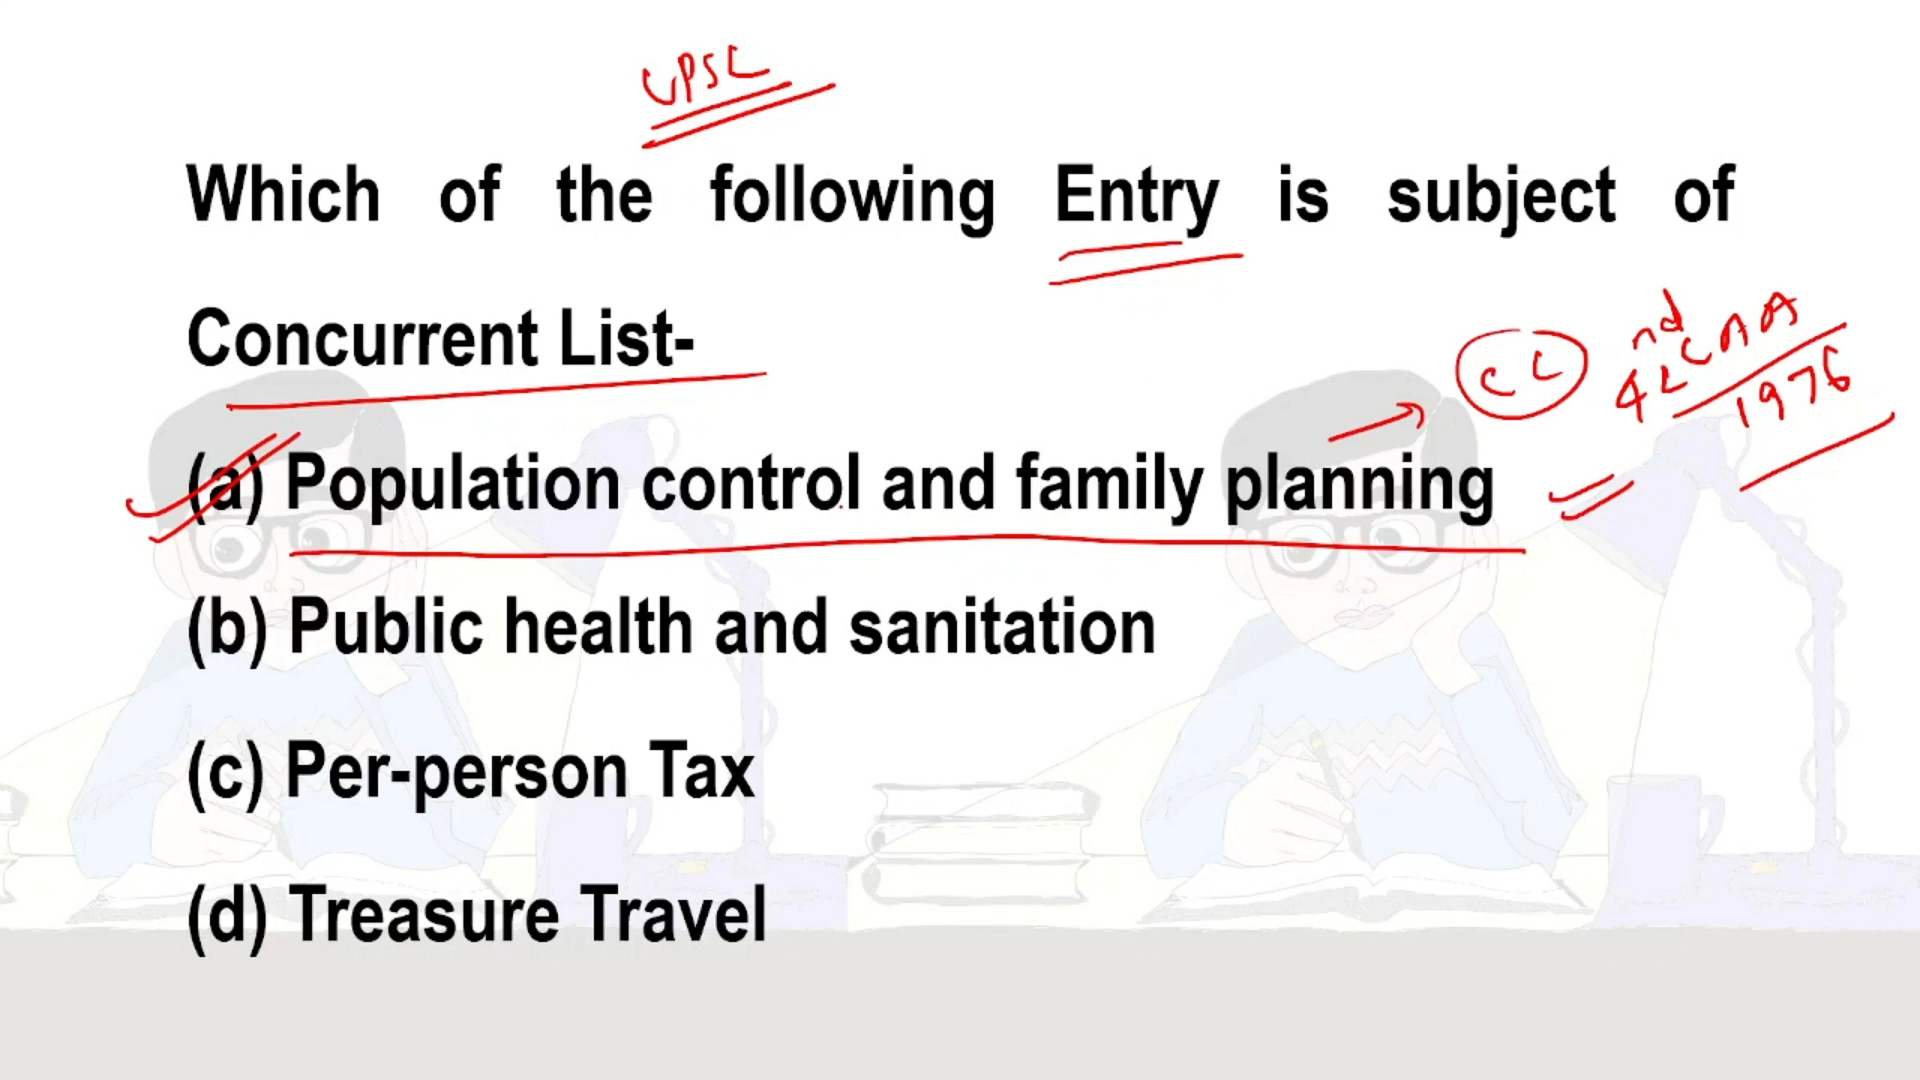 UPSC
Which of the following Entry is subject of
Concurrent List-
CL 42nd CAA
1976
(a) Population control and family planning
(b) Public health and sanitation
(c) Per-person Tax
(d) Treasure Travel